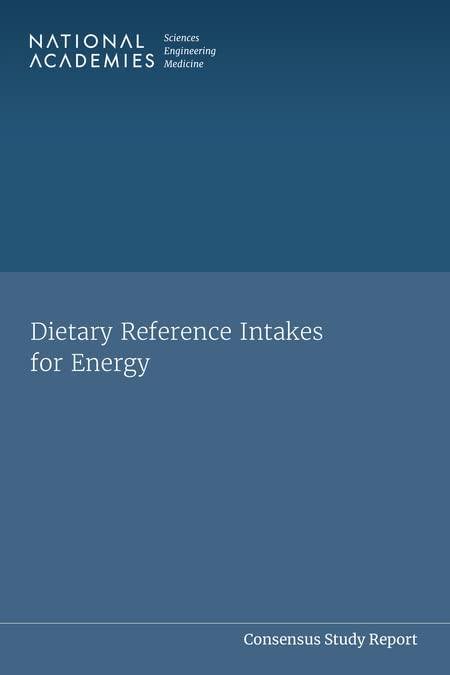 NATIONAL
ACADEMIES
Sciences
Engineering
Medicine
Dietary Reference Intakes
for Energy
Consensus Study Report